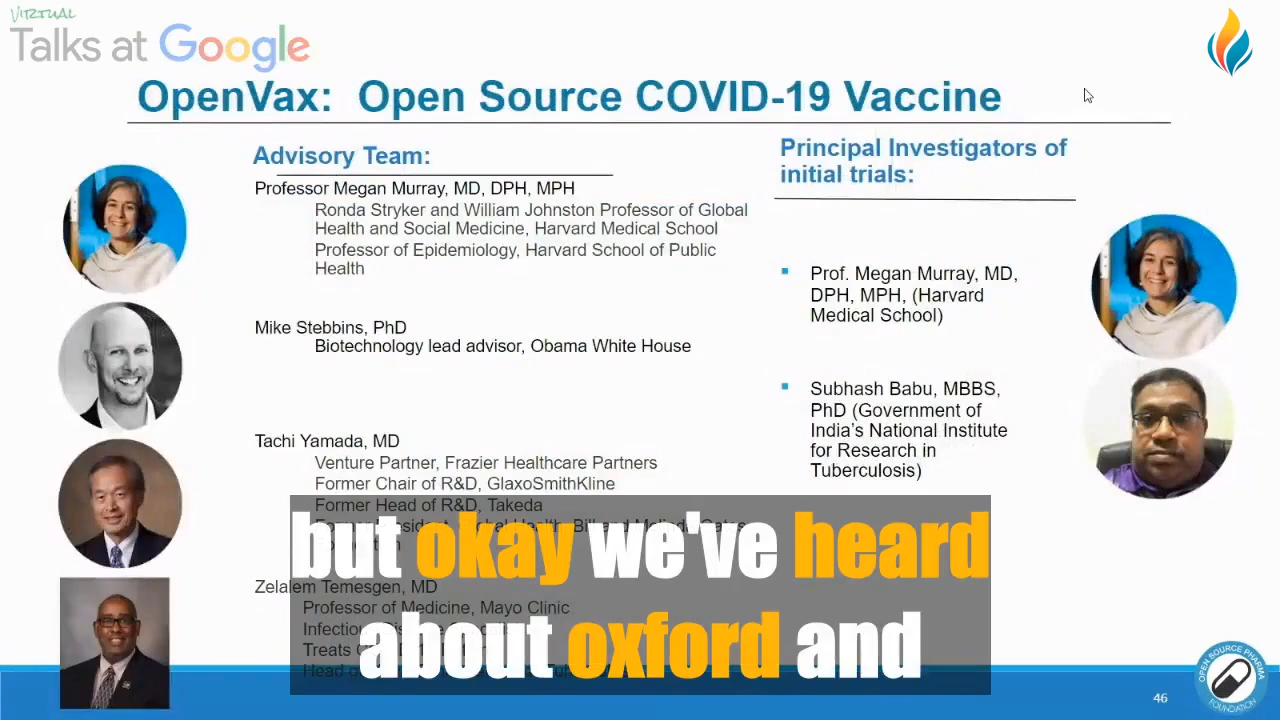 VIRTUAL
Talks at Google
OpenVax: Open Source COVID-19 Vaccine
Advisory Team:
Professor Megan Murray, MD, DPH, MPH
Ronda Stryker and William Johnston Professor of Global
Health and Social Medicine, Harvard Medical School
Professor of Epidemiology, Harvard School of Public
Health
Mike Stebbins, PhD
Biotechnology lead advisor, Obama White House
Tachi Yamada, MD
Venture Partner, Frazier Healthcare Partners
Former Chair of R&D, GlaxoSmithKline
Former Head of R&D, Takeda
Zelalem Temesgen, MD
Professor of Medicine, Mayo Clinic
Treats
Head
Principal Investigators of
initial trials:
Prof. Megan Murray, MD,
DPH, MPH, (Harvard
Medical School)
Subhash Babu, MBBS,
PhD (Government of
India's National Institute
for Research in
Tuberculosis)
but okay we've heard
about oxford and
46
OPEN SOURCE PHARMA
FOUNDATION